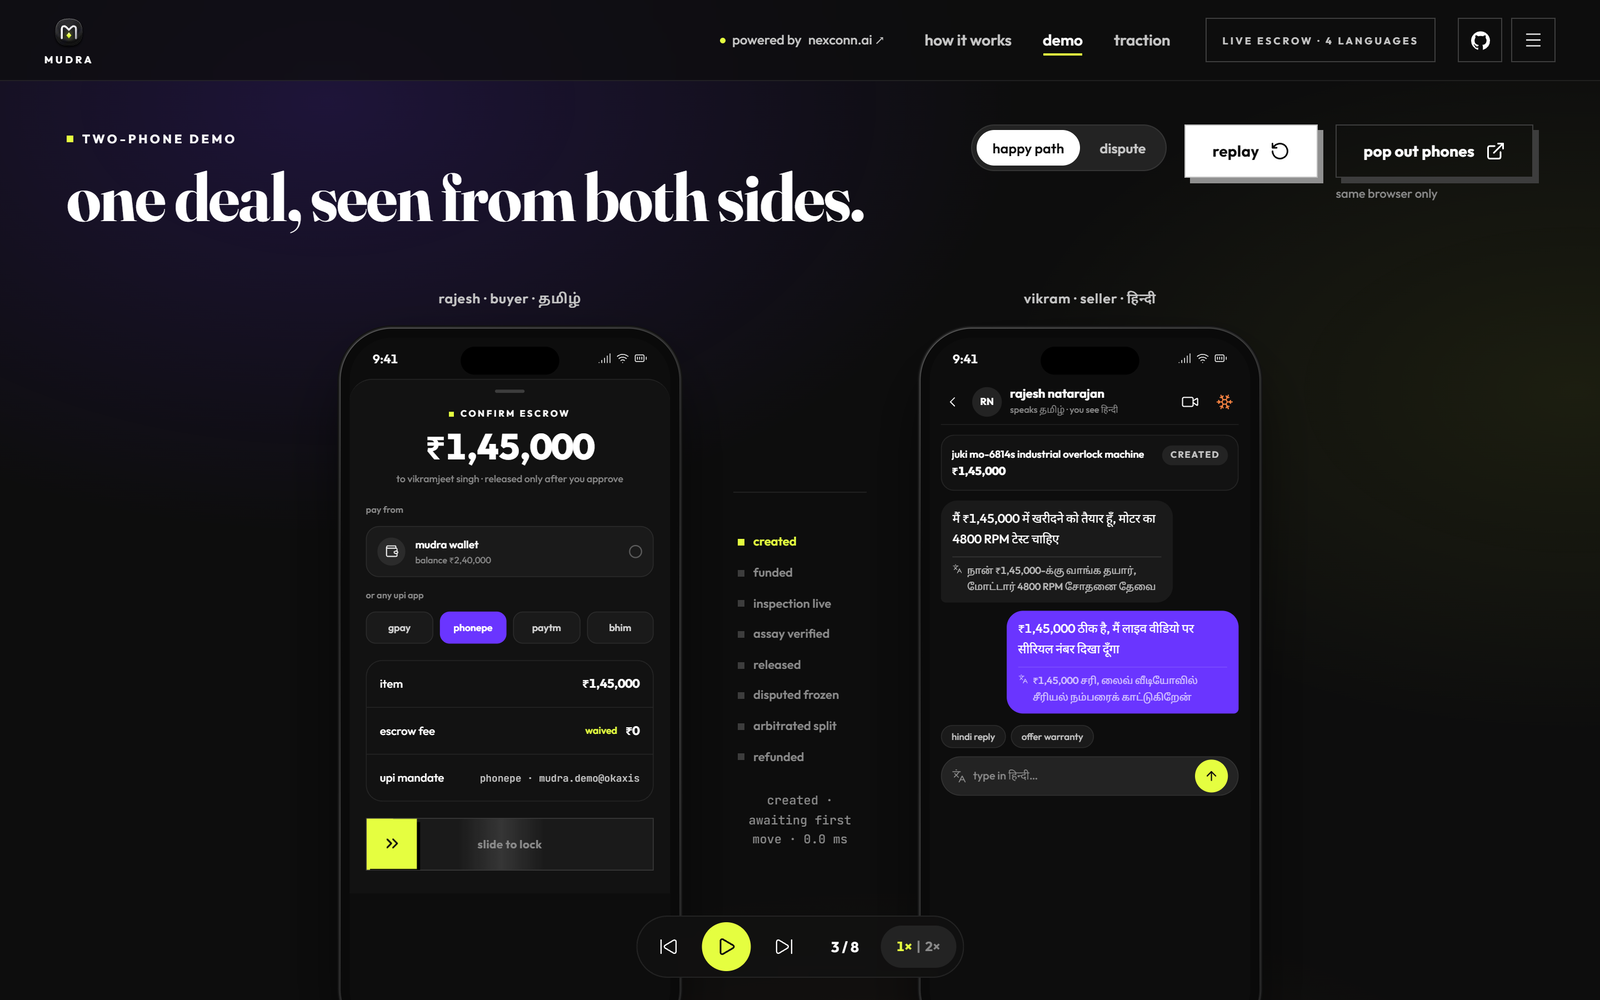 MUDRA
powered by nexconn.ai ↗
how it works
demo
traction
LIVE ESCROW · 4 LANGUAGES
TWO-PHONE DEMO
one deal, seen from both sides.
happy path
dispute
replay
pop out phones
same browser only
rajesh · buyer · தமிழ்
9:41
CONFIRM ESCROW
₹1,45,000
to vikramjeet singh · released only after you approve
pay from
mudra wallet
balance ₹2,40,000
or any upi app
gpay
phonepe
paytm
bhim
item
₹1,45,000
escrow fee
waived ₹0
upi mandate
phonepe · mudra.demo@okaxis
slide to lock
created
funded
inspection live
assay verified
released
disputed frozen
arbitrated split
refunded
created ·
awaiting first
move · 0.0 ms
vikram · seller · हिन्दी
9:41
RN
rajesh natarajan
speaks தமிழ் · you see हिन्दी
juki mo-6814s industrial overlock machine
CREATED
₹1,45,000
मैं ₹1,45,000 में खरीदने को तैयार हूँ, मोटर का
4800 RPM टेस्ट चाहिए
நான் ₹1,45,000-க்கு வாங்க தயார்,
மோட்டார் 4800 RPM சோதனை தேவை
₹1,45,000 ठीक है, मैं लाइव वीडियो पर
सीरियल नंबर दिखा दूँगा
₹1,45,000 சரி, லைவ் வீடியோவில்
சீரியல் நம்பரைக் காட்டுகிறேன்
hindi reply
offer warranty
type in हिन्दी…
3 / 8
1× | 2×